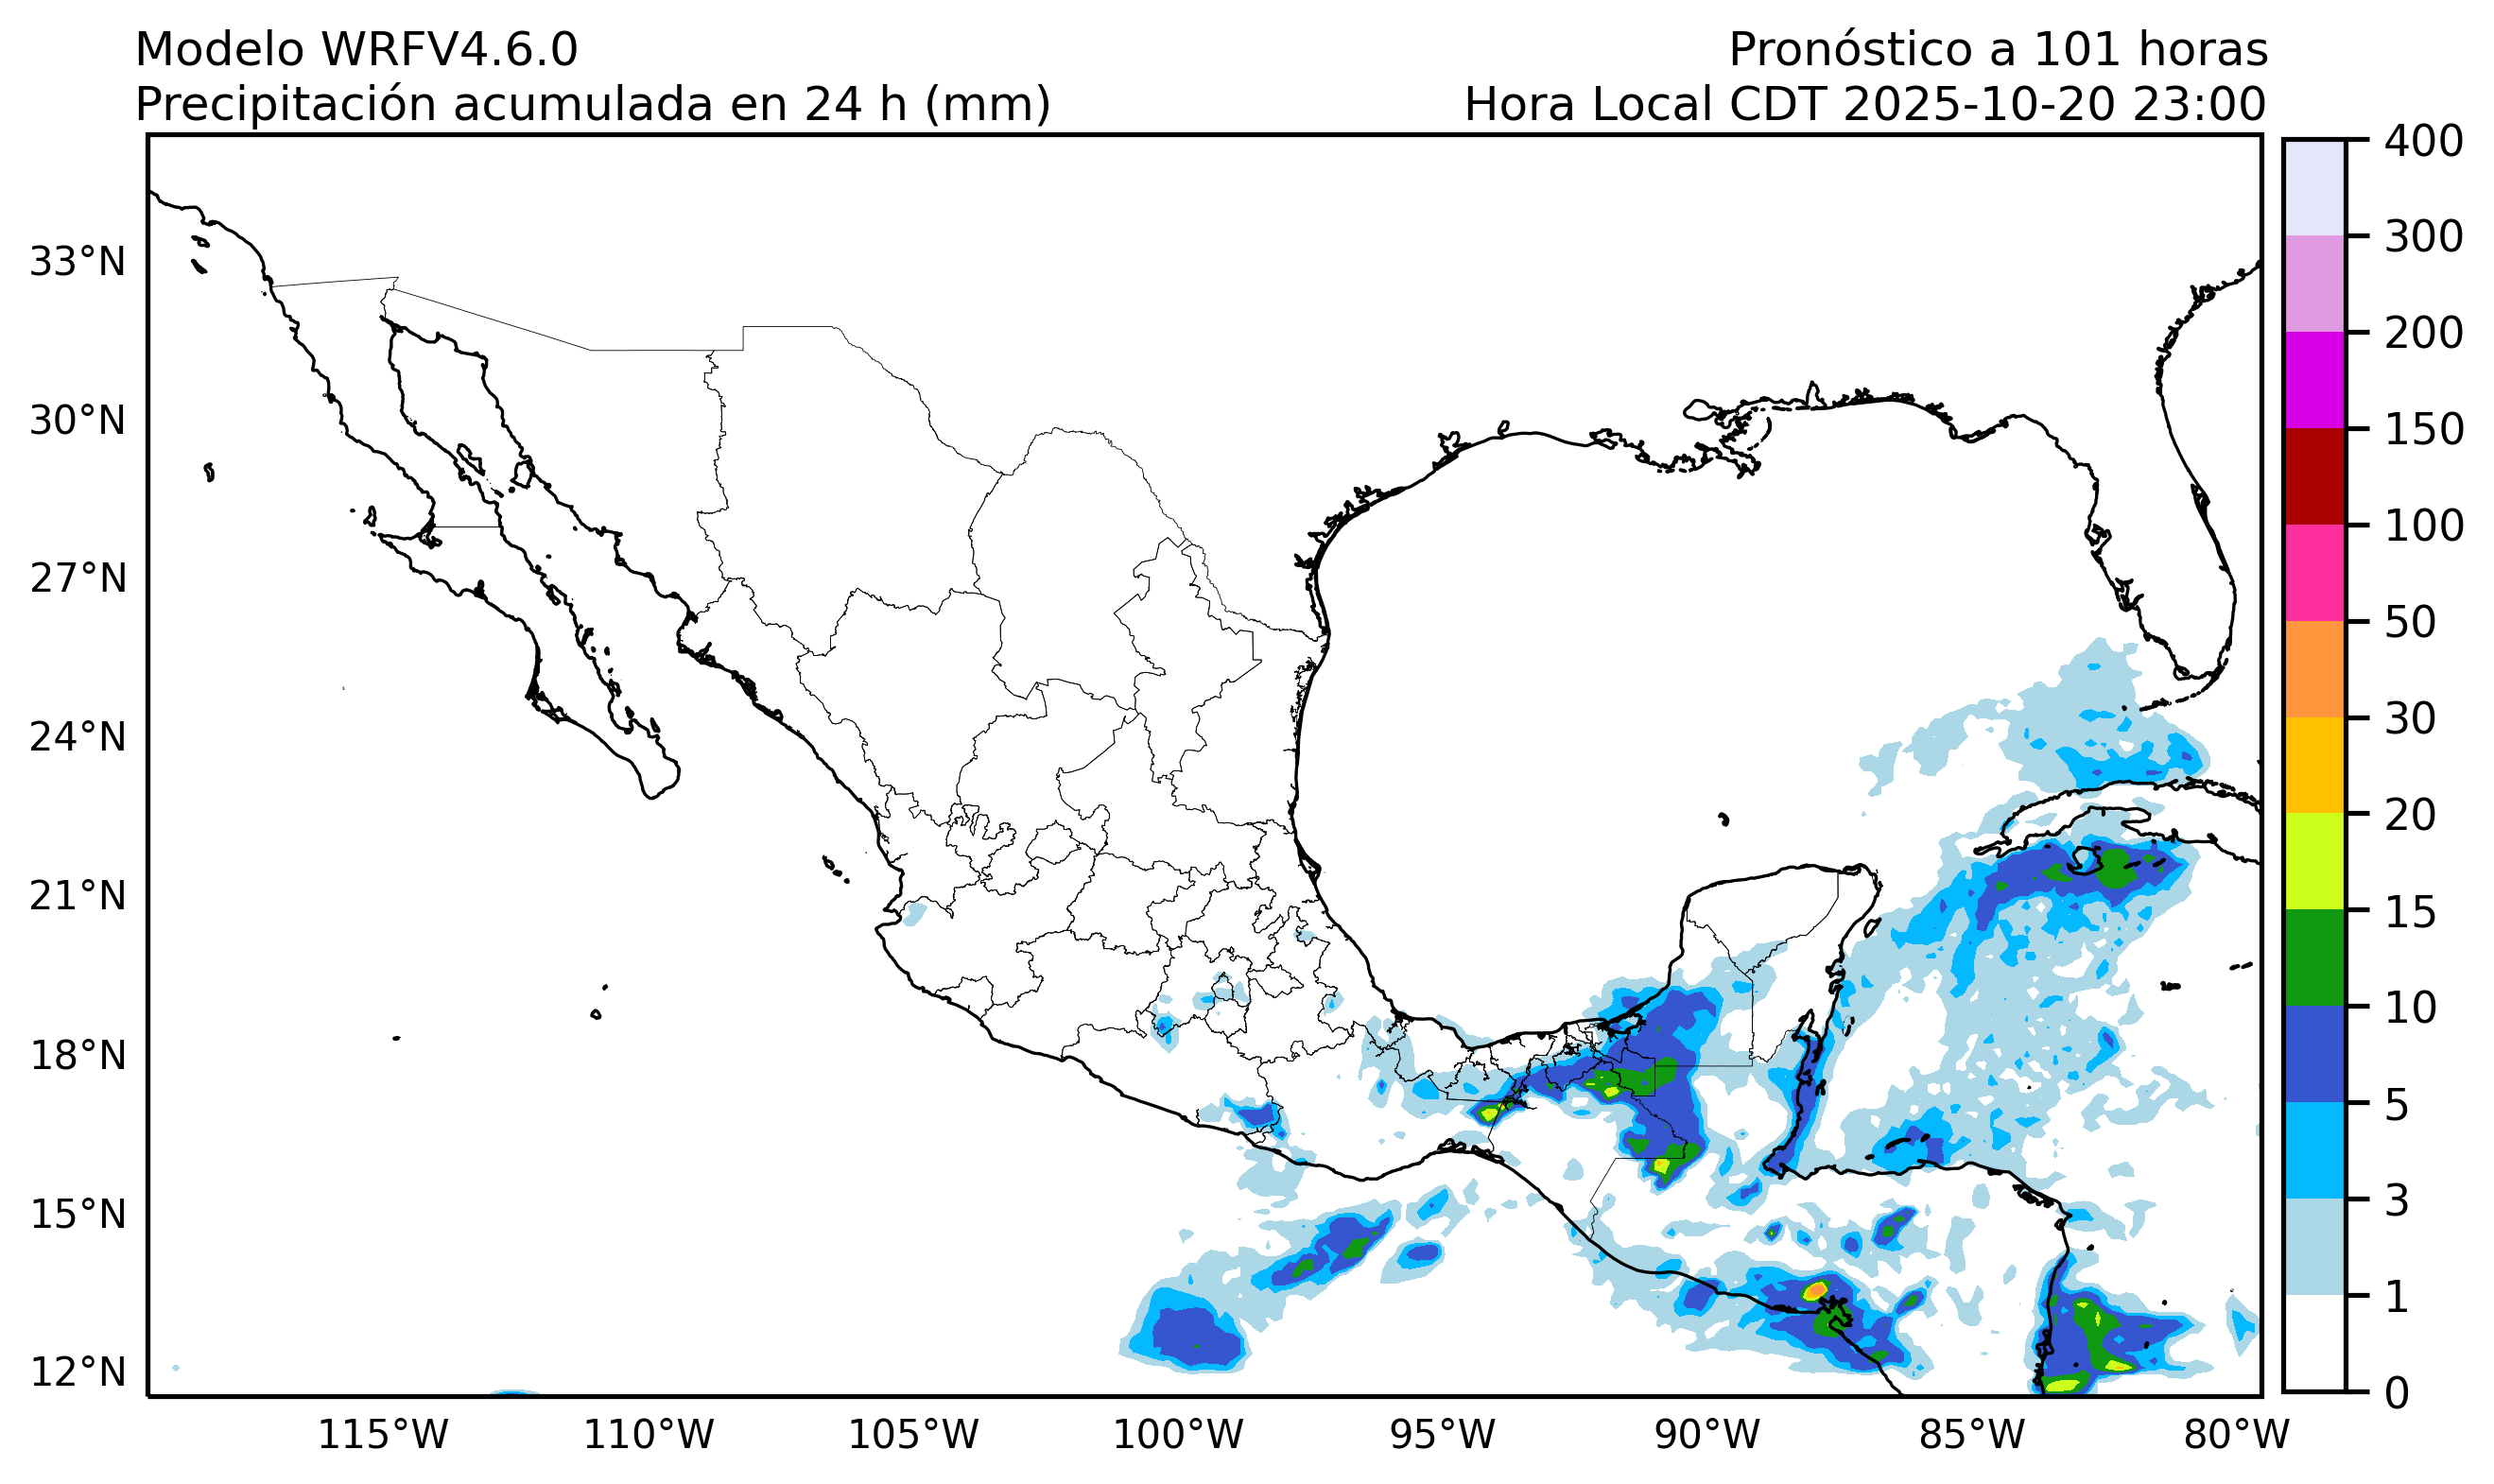 Modelo WRFV4.6.0
Pronóstico a 101 horas
Precipitación acumulada en 24 h (mm)
Hora Local CDT 2025-10-20 23:00
33°N
30°N
27°N
24°N
21°N
18°N
15°N
12°N
115°W
110°W
105°W
100°W
95°W
90°W
85°W
80°W
400
300
200
150
100
50
30
20
15
10
5
3
1
0